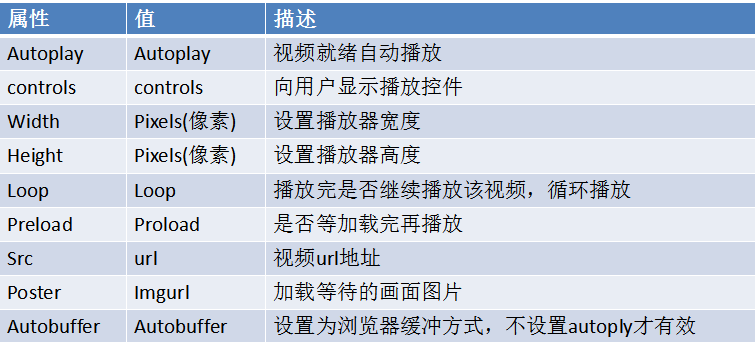 属性 值 描述
Autoplay Autoplay 视频就绪自动播放
controls controls 向用户显示播放控件
Width Pixels(像素) 设置播放器宽度
Height Pixels(像素) 设置播放器高度
Loop Loop 播放完是否继续播放该视频，循环播放
Preload Proload 是否等加载完再播放
Src url 视频url地址
Poster Imgurl 加载等待的画面图片
Autobuffer Autobuffer 设置为浏览器缓冲方式，不设置autoply才有效